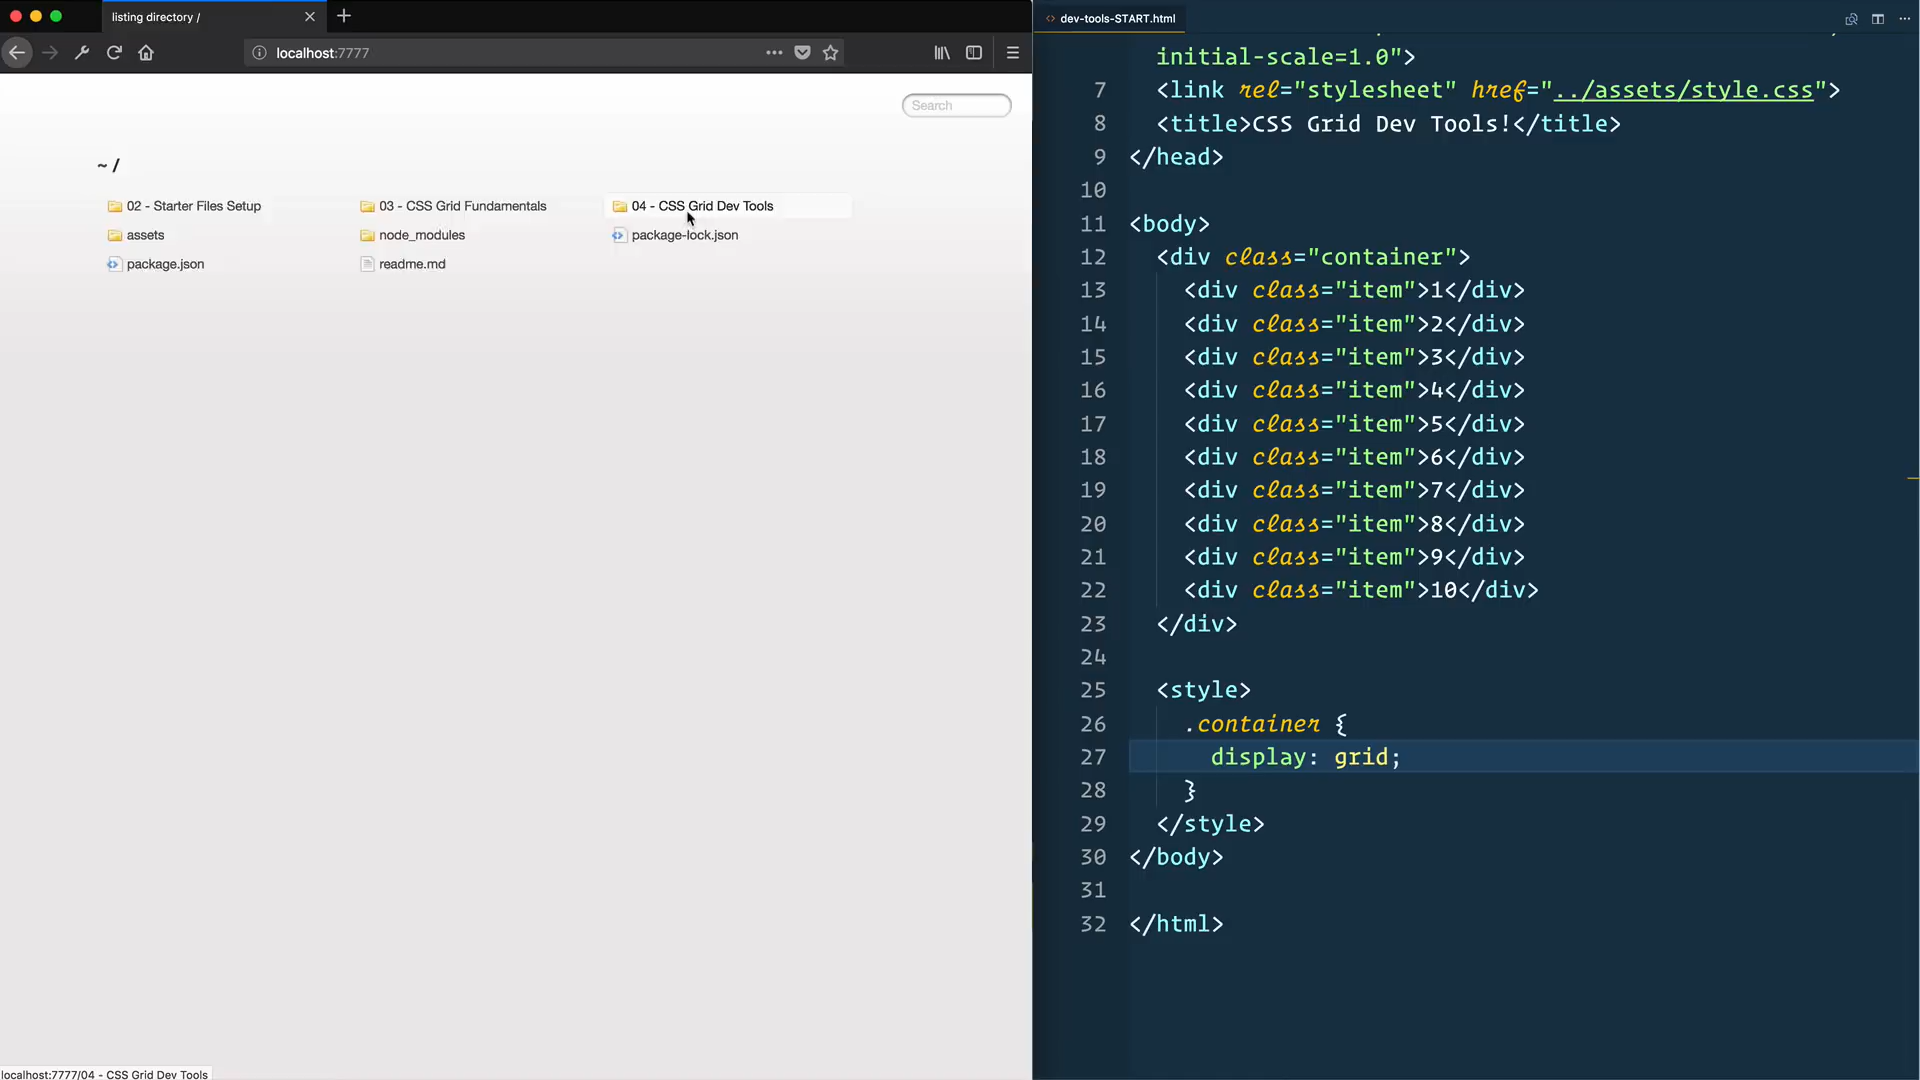 listing directory /
localhost:7777
Search
~ /
02 - Starter Files Setup
03 - CSS Grid Fundamentals
04 - CSS Grid Dev Tools
assets
node_modules
package-lock.json
package.json
readme.md
localhost:7777/04 - CSS Grid Dev Tools
dev-tools-START.html
initial-scale=1.0">
7 <link rel="stylesheet" href="../assets/style.css">
8 <title>CSS Grid Dev Tools!</title>
9 </head>
10
11 <body>
12 <div class="container">
13 <div class="item">1</div>
14 <div class="item">2</div>
15 <div class="item">3</div>
16 <div class="item">4</div>
17 <div class="item">5</div>
18 <div class="item">6</div>
19 <div class="item">7</div>
20 <div class="item">8</div>
21 <div class="item">9</div>
22 <div class="item">10</div>
23 </div>
24
25 <style>
26 .container {
27 display: grid;
28 }
29 </style>
30 </body>
31
32 </html>